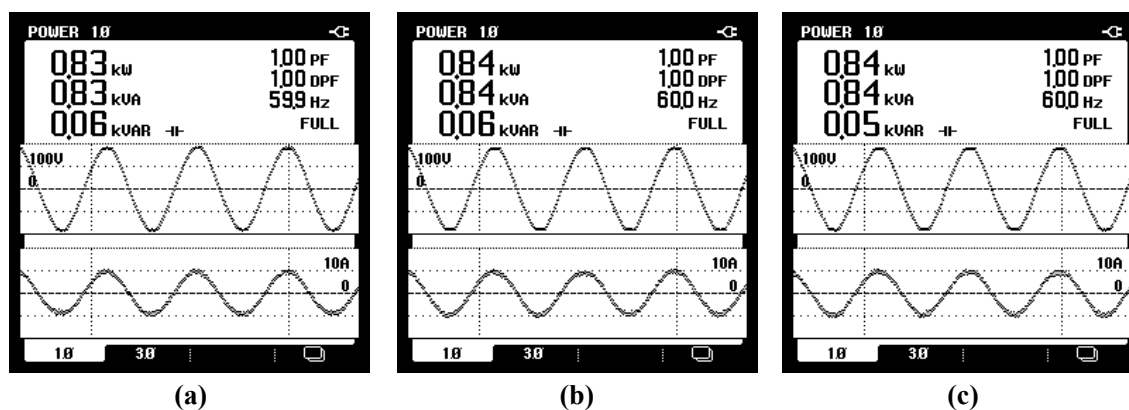 POWER 1Ø
0.83 kW
0.83 kVA
0.06 kVAR
1.00 PF
1.00 DPF
59.9 Hz
FULL
100V
0
10A
0
1Ø 3Ø
(a)
POWER 1Ø
0.84 kW
0.84 kVA
0.06 kVAR
1.00 PF
1.00 DPF
60.0 Hz
FULL
100V
0
10A
0
1Ø 3Ø
(b)
POWER 1Ø
0.84 kW
0.84 kVA
0.05 kVAR
1.00 PF
1.00 DPF
60.0 Hz
FULL
100V
0
10A
0
1Ø 3Ø
(c)